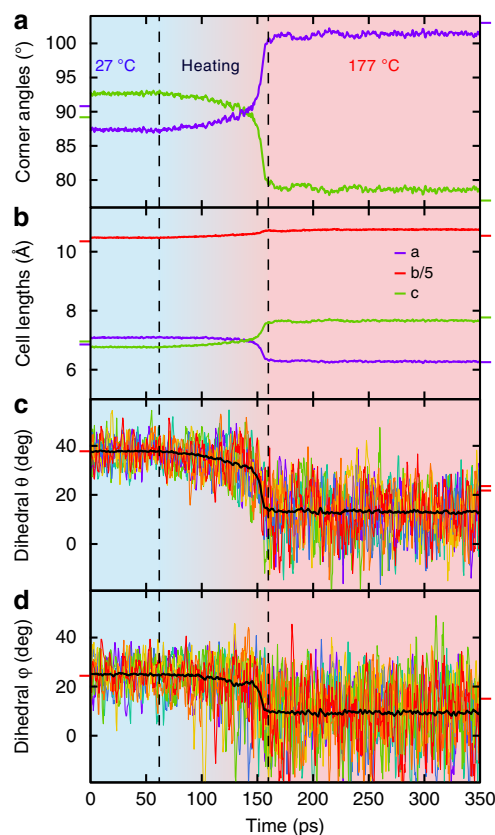 a
Corner angles (°)
100
95
90
85
80
27 °C
Heating
177 °C
b
Cell lengths (Å)
10
8
6
a
b/5
c
c
Dihedral θ (deg)
40
20
0
d
Dihedral φ (deg)
40
20
0
0 50 100 150 200 250 300 350
Time (ps)